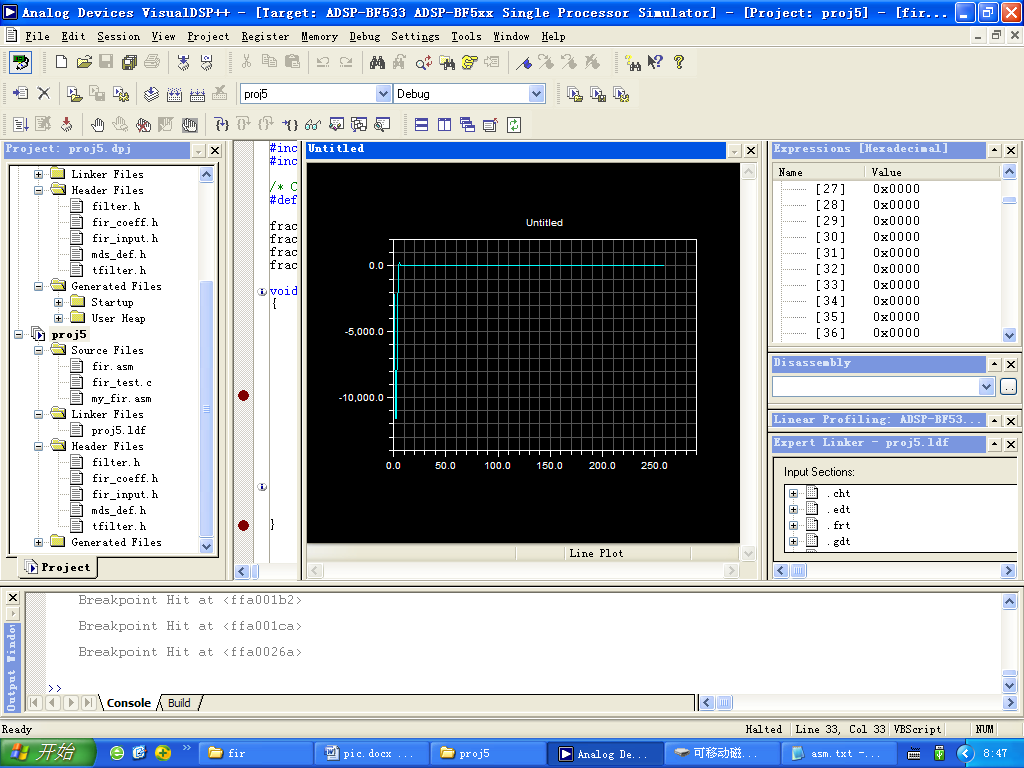 Analog Devices VisualDSP++ - [Target: ADSP-BF533 ADSP-BF5xx Single Processor Simulator] - [Project: proj5] - [fir...
File Edit Session View Project Register Memory Debug Settings Tools Window Help
proj5 Debug
Project: proj5.dpj
Linker Files
Header Files
filter.h
fir_coeff.h
fir_input.h
mds_def.h
tfilter.h
Generated Files
Startup
User Heap
proj5
Source Files
fir.asm
fir_test.c
my_fir.asm
Linker Files
proj5.ldf
Header Files
filter.h
fir_coeff.h
fir_input.h
mds_def.h
tfilter.h
Generated Files
Project
#inc
#inc
/* C
#def
frac
frac
frac
frac
void
{
}
Untitled
Untitled
0.0
-5,000.0
-10,000.0
0.0 50.0 100.0 150.0 200.0 250.0
Line Plot
Expressions [Hexadecimal]
Name Value
[27] 0x0000
[28] 0x0000
[29] 0x0000
[30] 0x0000
[31] 0x0000
[32] 0x0000
[33] 0x0000
[34] 0x0000
[35] 0x0000
[36] 0x0000
Disassembly
Linear Profiling: ADSP-BF53...
Expert Linker - proj5.ldf
Input Sections:
.cht
.edt
.frt
.gdt
Output Window
Breakpoint Hit at <ffa001b2>
Breakpoint Hit at <ffa001ca>
Breakpoint Hit at <ffa0026a>
>>
Console Build
Ready Halted Line 33, Col 33 VBScript NUM
开始 fir pic.docx ... proj5 Analog De... 可移动磁... asm.txt -... 8:47